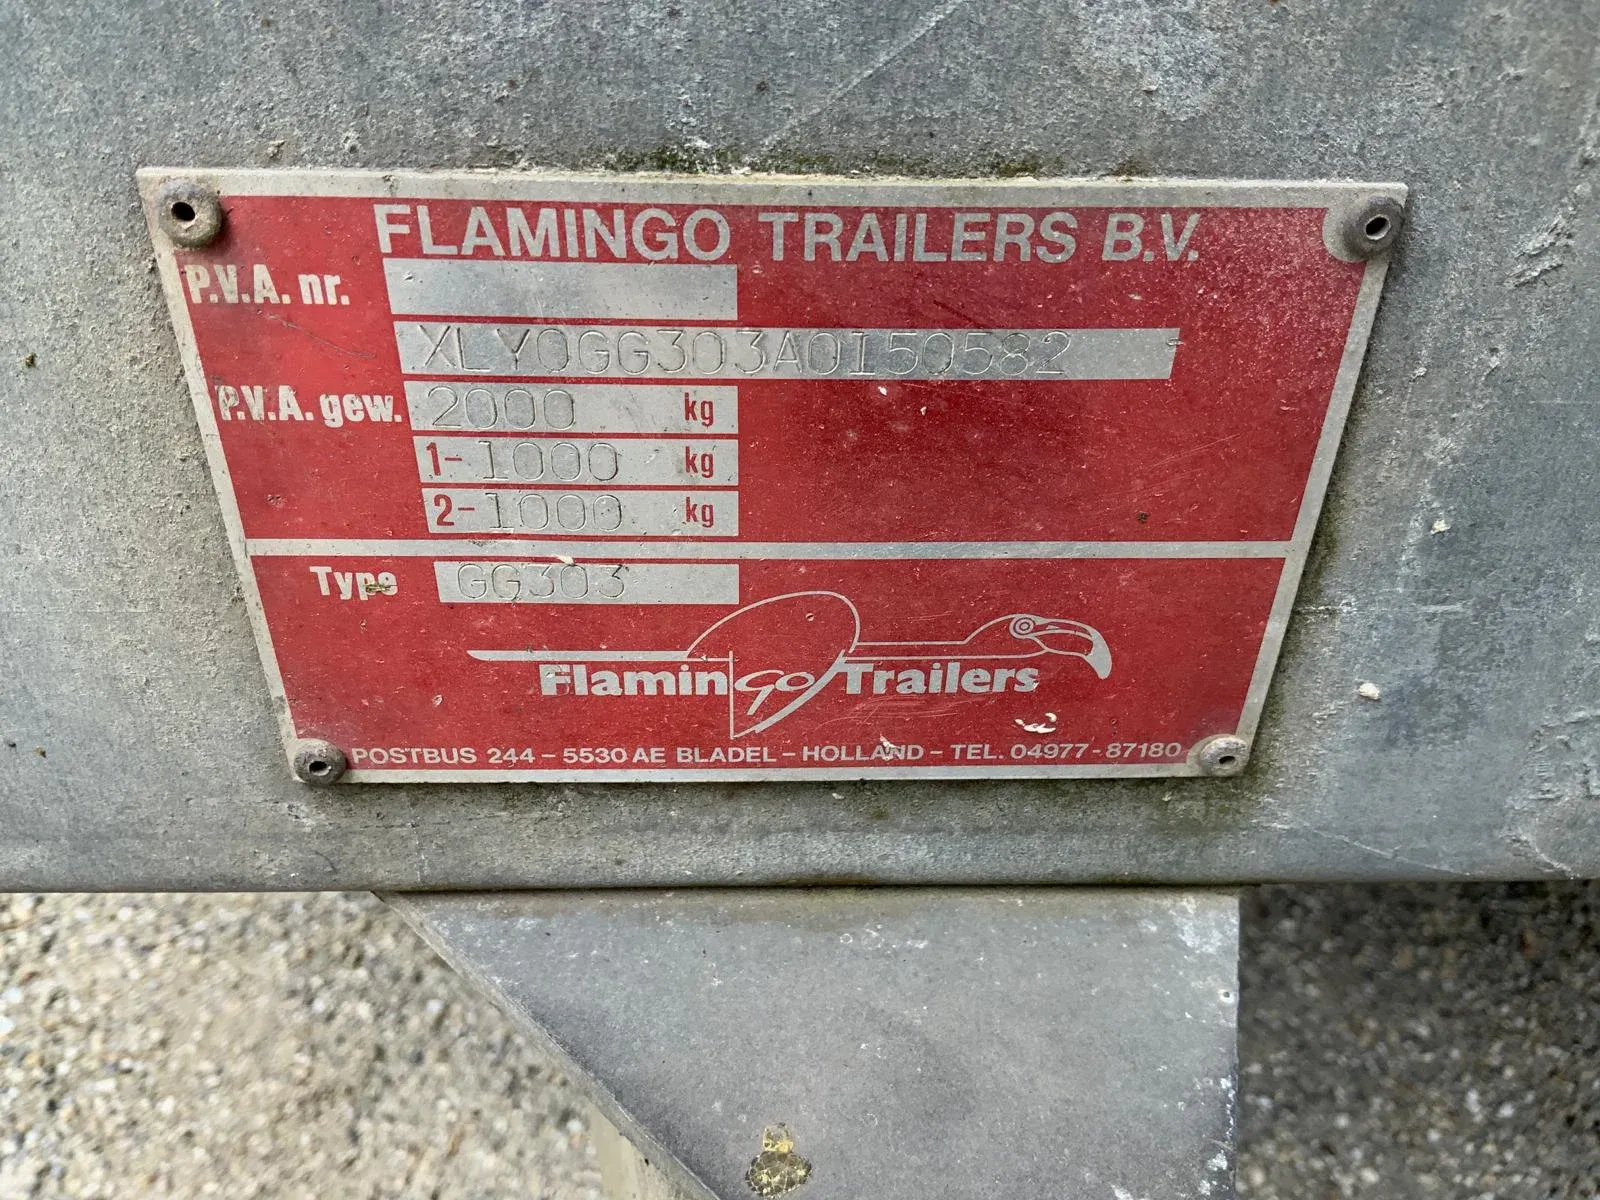 FLAMINGO TRAILERS B.V.
P.V.A. nr.
XLY0GG303A0150582
P.V.A. gew. 2000 kg
1- 1000 kg
2- 1000 kg
Type GG303
Flamingo Trailers
POSTBUS 244 - 5530 AE BLADEL - HOLLAND - TEL. 04977-87180